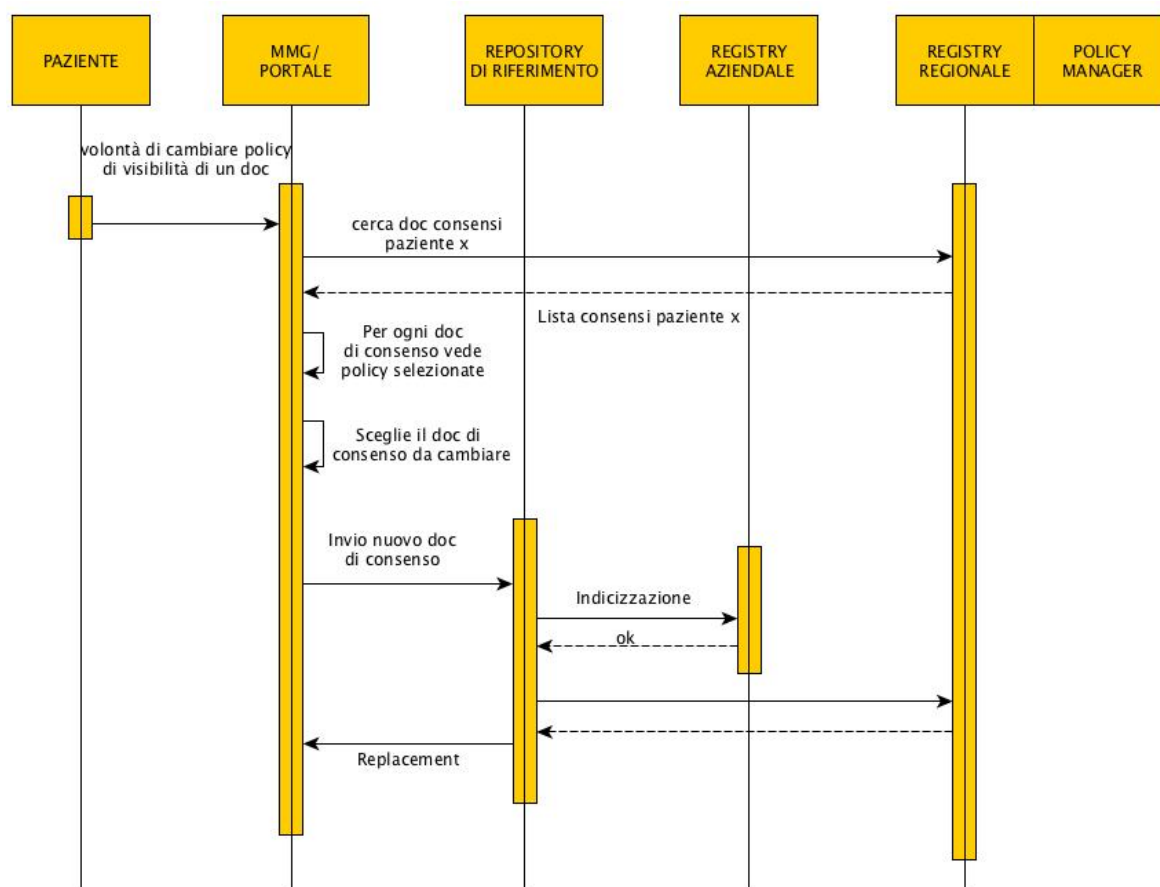 PAZIENTE
MMG/
PORTALE
REPOSITORY
DI RIFERIMENTO
REGISTRY
AZIENDALE
REGISTRY
REGIONALE
POLICY
MANAGER
volontà di cambiare policy
di visibilità di un doc
cerca doc consensi
paziente x
Lista consensi paziente x
Per ogni doc
di consenso vede
policy selezionate
Sceglie il doc di
consenso da cambiare
Invio nuovo doc
di consenso
Indicizzazione
ok
Replacement